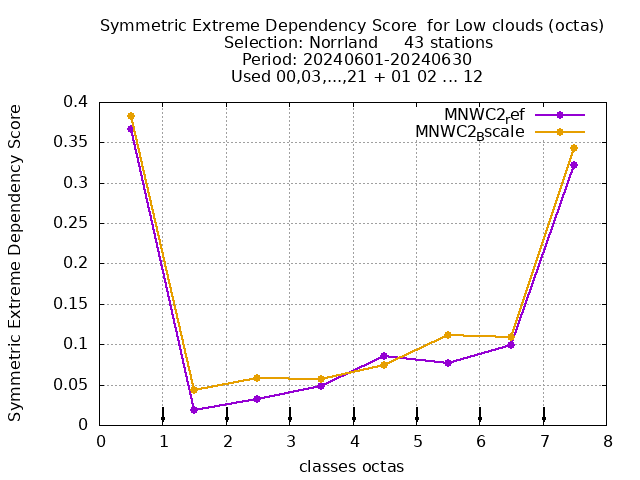 Symmetric Extreme Dependency Score  for Low clouds (octas)
Selection: Norrland     43 stations
Period: 20240601-20240630
Used 00,03,...,21 + 01 02 ... 12
Symmetric Extreme Dependency Score
0.4
0.35
0.3
0.25
0.2
0.15
0.1
0.05
0
MNWC2ref
MNWC2Bscale
0 1 2 3 4 5 6 7 8
classes octas